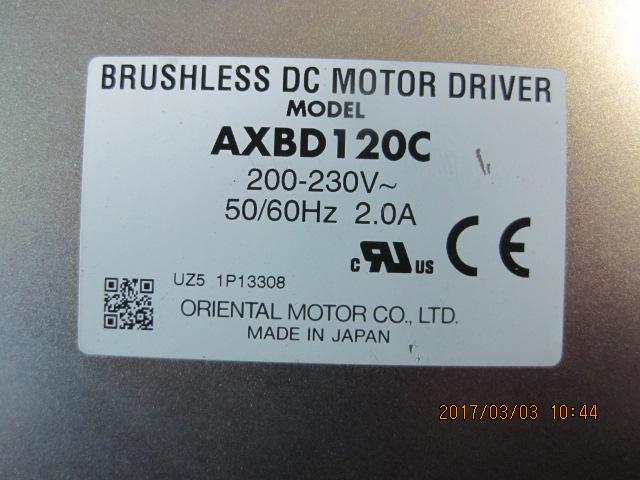 BRUSHLESS DC MOTOR DRIVER
MODEL
AXBD120C
200-230V~
50/60Hz 2.0A
c RU US CE
UZ5 1P13308
ORIENTAL MOTOR CO., LTD.
MADE IN JAPAN
2017/03/03 10:44